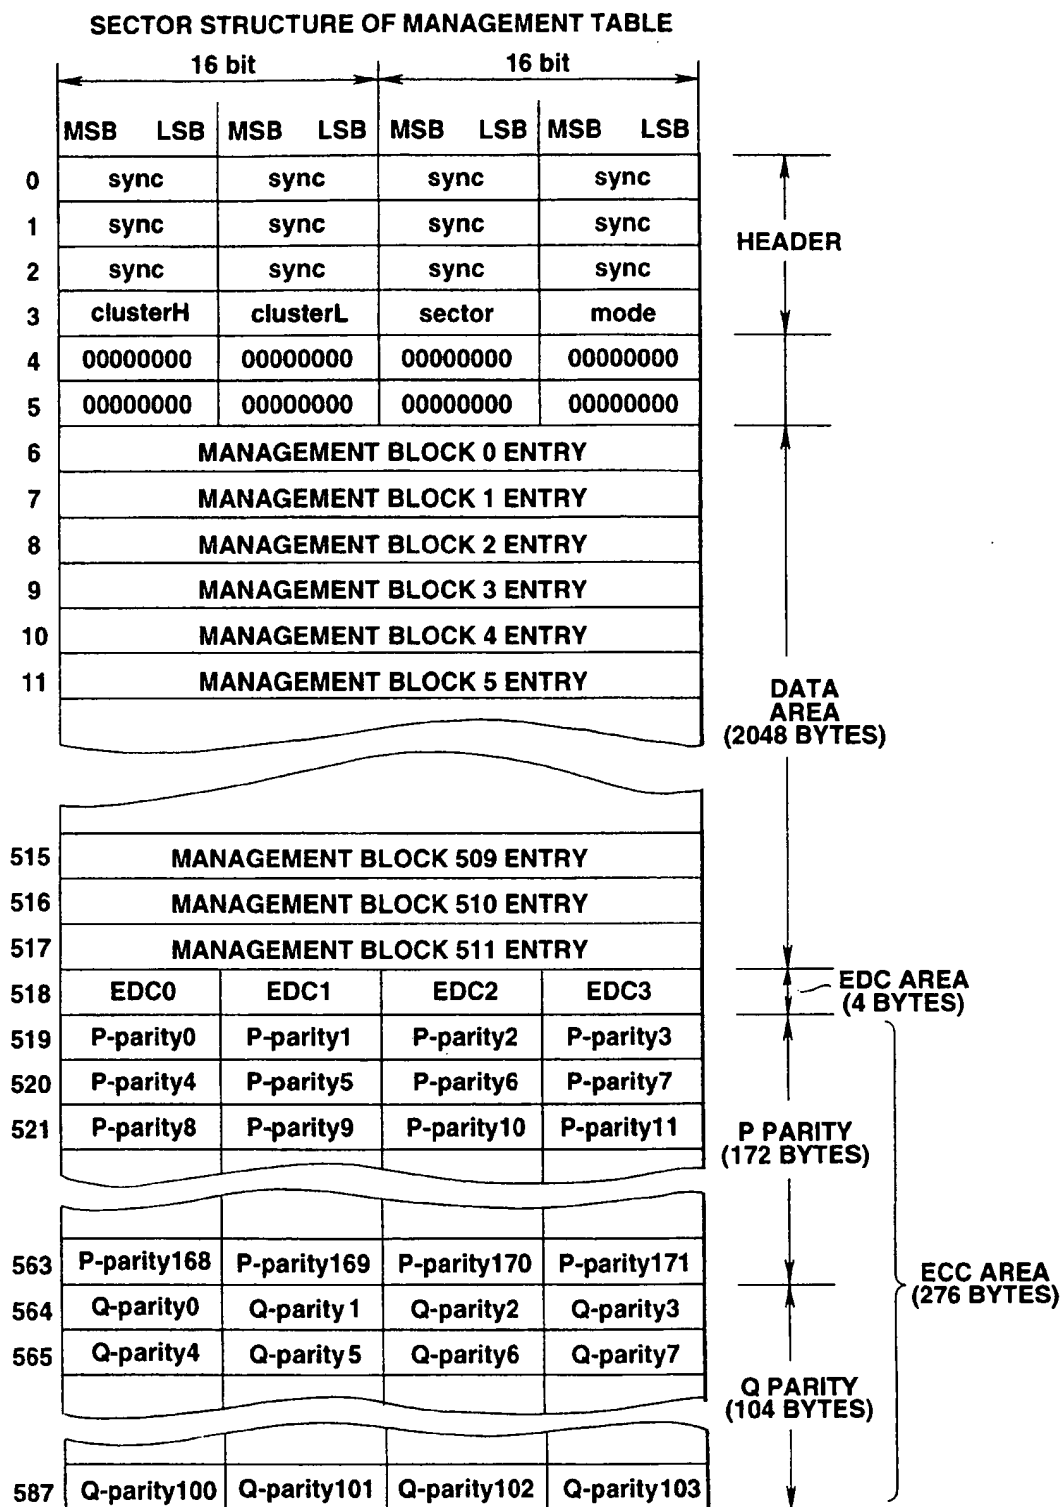 SECTOR STRUCTURE OF MANAGEMENT TABLE
16 bit 16 bit
MSB LSB MSB LSB MSB LSB MSB LSB
0 sync sync sync sync
1 sync sync sync sync
HEADER
2 sync sync sync sync
3 clusterH clusterL sector mode
4 00000000 00000000 00000000 00000000
5 00000000 00000000 00000000 00000000
6 MANAGEMENT BLOCK 0 ENTRY
7 MANAGEMENT BLOCK 1 ENTRY
8 MANAGEMENT BLOCK 2 ENTRY
9 MANAGEMENT BLOCK 3 ENTRY
10 MANAGEMENT BLOCK 4 ENTRY
11 MANAGEMENT BLOCK 5 ENTRY
DATA
AREA
(2048 BYTES)
515 MANAGEMENT BLOCK 509 ENTRY
516 MANAGEMENT BLOCK 510 ENTRY
517 MANAGEMENT BLOCK 511 ENTRY
518 EDC0 EDC1 EDC2 EDC3
EDC AREA
(4 BYTES)
519 P-parity0 P-parity1 P-parity2 P-parity3
520 P-parity4 P-parity5 P-parity6 P-parity7
521 P-parity8 P-parity9 P-parity10 P-parity11
P PARITY
(172 BYTES)
563 P-parity168 P-parity169 P-parity170 P-parity171
564 Q-parity0 Q-parity1 Q-parity2 Q-parity3
ECC AREA
(276 BYTES)
565 Q-parity4 Q-parity5 Q-parity6 Q-parity7
Q PARITY
(104 BYTES)
587 Q-parity100 Q-parity101 Q-parity102 Q-parity103